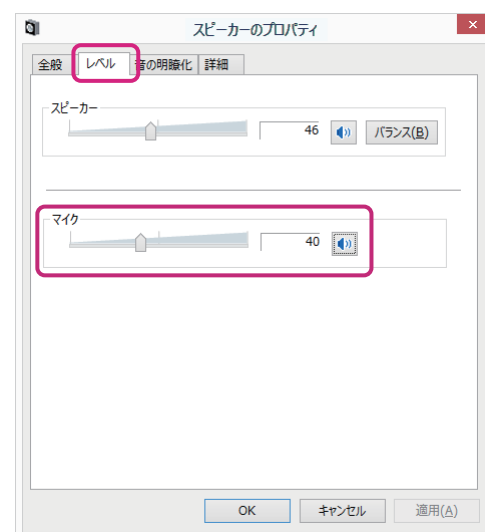 スピーカーのプロパティ
×
全般 レベル 音の明瞭化 詳細
スピーカー
46 バランス(B)
マイク
40
OK キャンセル 適用(A)